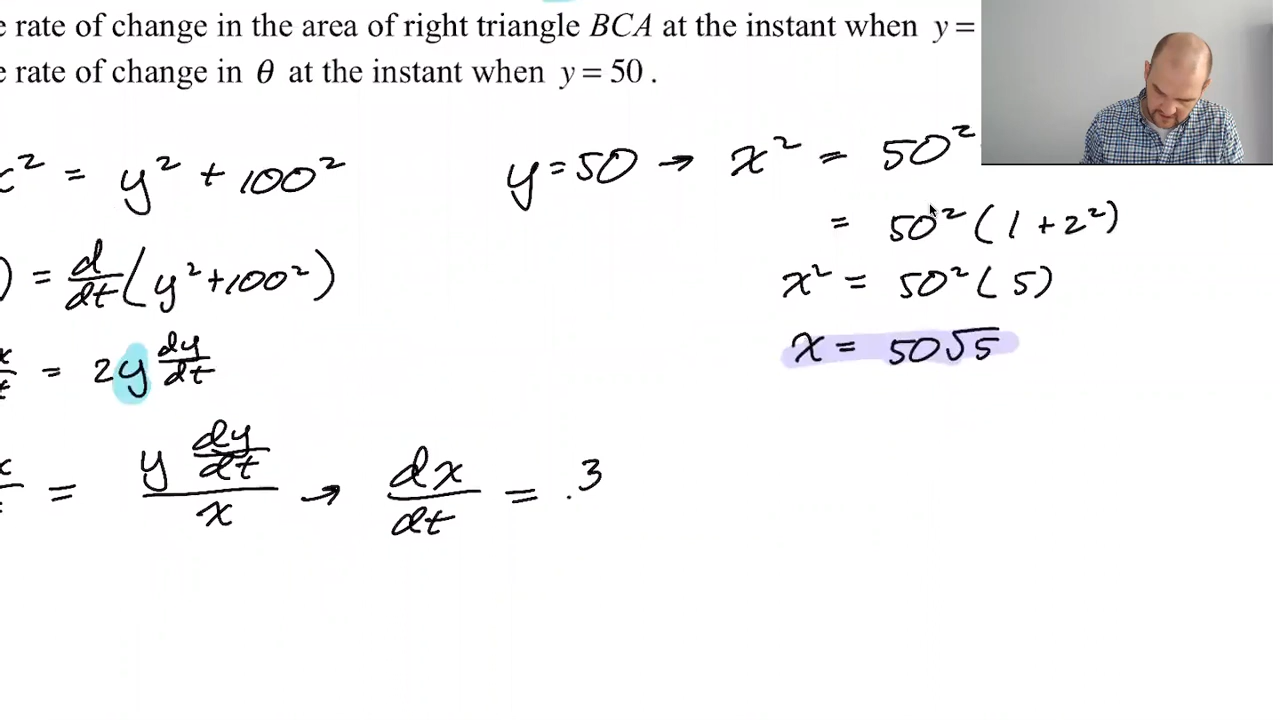 e rate of change in the area of right triangle BCA at the instant when y =
e rate of change in θ at the instant when y = 50 .
x² = y² + 100²
) = d/dt ( y² + 100² )
= 2y dy/dt
= y dy/dt / x → dx/dt = .3
y = 50 → x² = 50²
= 50² ( 1 + 2² )
x² = 50² ( 5 )
x = 50√5